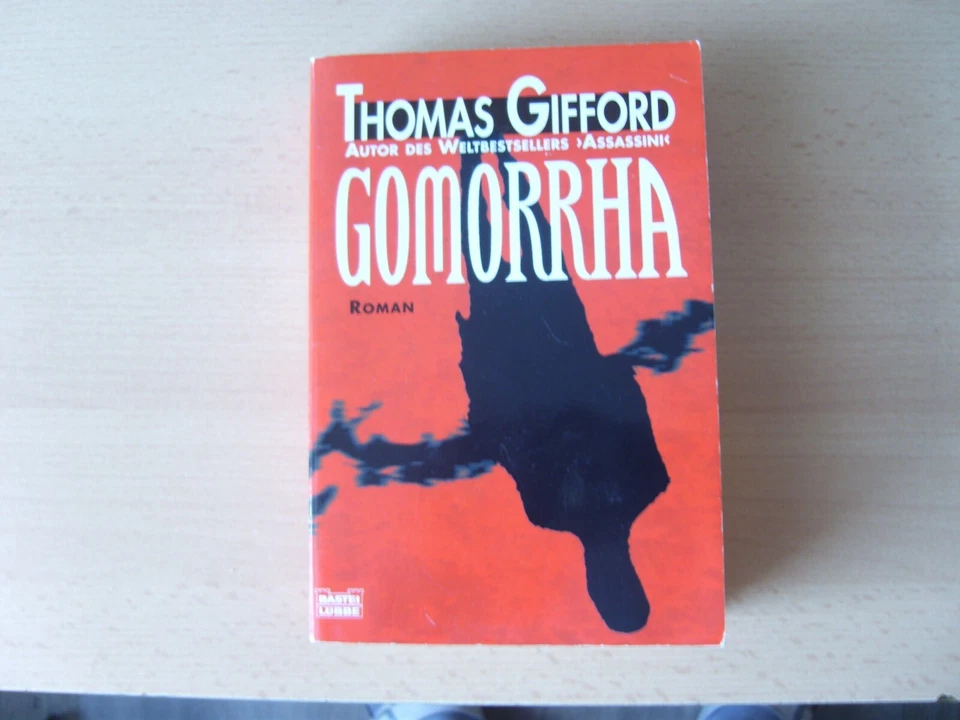 THOMAS GIFFORD
AUTOR DES WELTBESTSELLERS ›ASSASSINI‹
GOMORRHA
ROMAN
BASTEI
LÜBBE